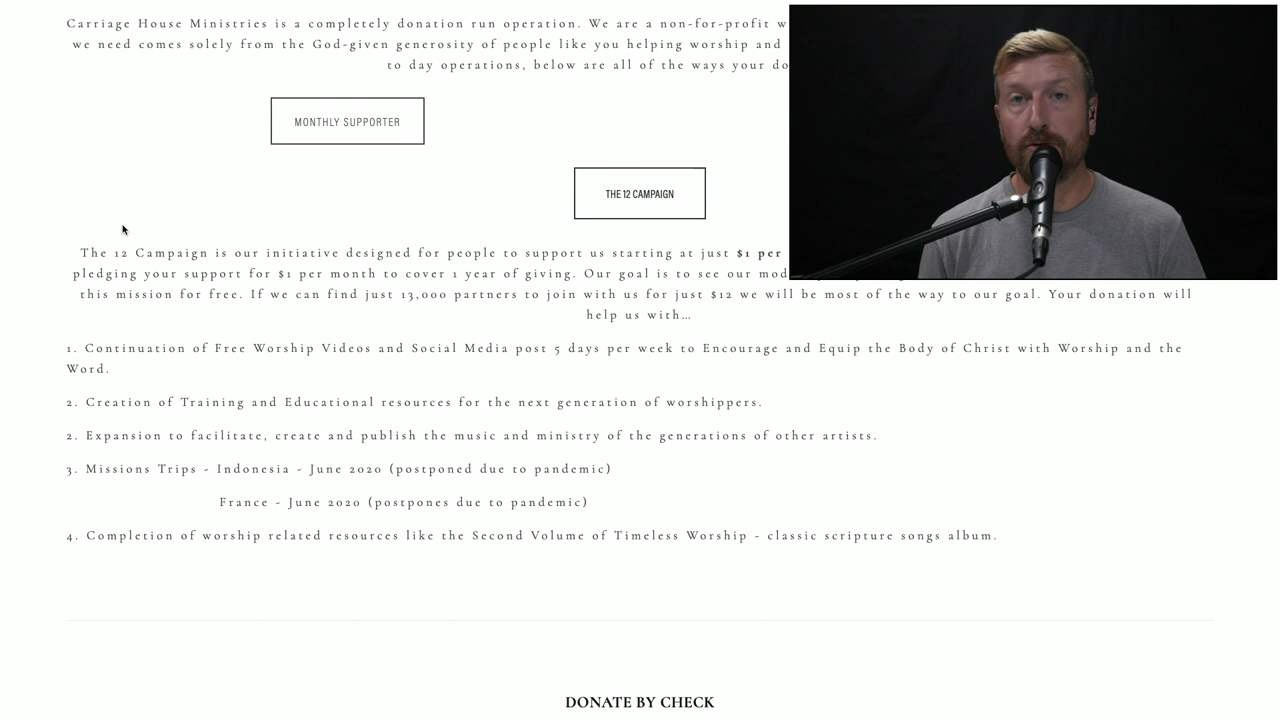 Carriage House Ministries is a completely donation run operation. We are a non-for-profit
we need comes solely from the God-given generosity of people like you helping worship and
to day operations, below are all of the ways your
MONTHLY SUPPORTER
THE 12 CAMPAIGN
The 12 Campaign is our initiative designed for people to support us starting at just $1 per
pledging your support for $1 per month to cover 1 year of giving. Our goal is to see our
this mission for free. If we can find just 13,000 partners to join with us for just $12 we will be most of the way to our goal. Your donation will
help us with…
1. Continuation of Free Worship Videos and Social Media post 5 days per week to Encourage and Equip the Body of Christ with Worship and the
Word.
2. Creation of Training and Educational resources for the next generation of worshippers.
2. Expansion to facilitate, create and publish the music and ministry of the generations of other artists.
3. Missions Trips - Indonesia - June 2020 (postponed due to pandemic)
France - June 2020 (postpones due to pandemic)
4. Completion of worship related resources like the Second Volume of Timeless Worship - classic scripture songs album.
DONATE BY CHECK